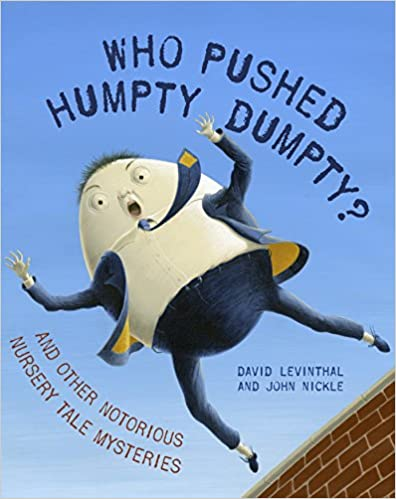 WHO PUSHED
HUMPTY DUMPTY?
AND OTHER NOTORIOUS
NURSERY TALE MYSTERIES
DAVID LEVINTHAL
AND JOHN NICKLE